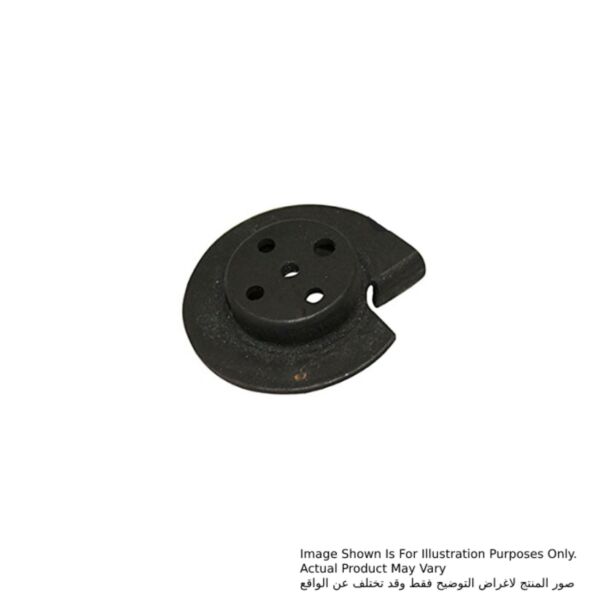 Image Shown Is For Illustration Purposes Only.
Actual Product May Vary
صور المنتج لاغراض التوضيح فقط وقد تختلف عن الواقع